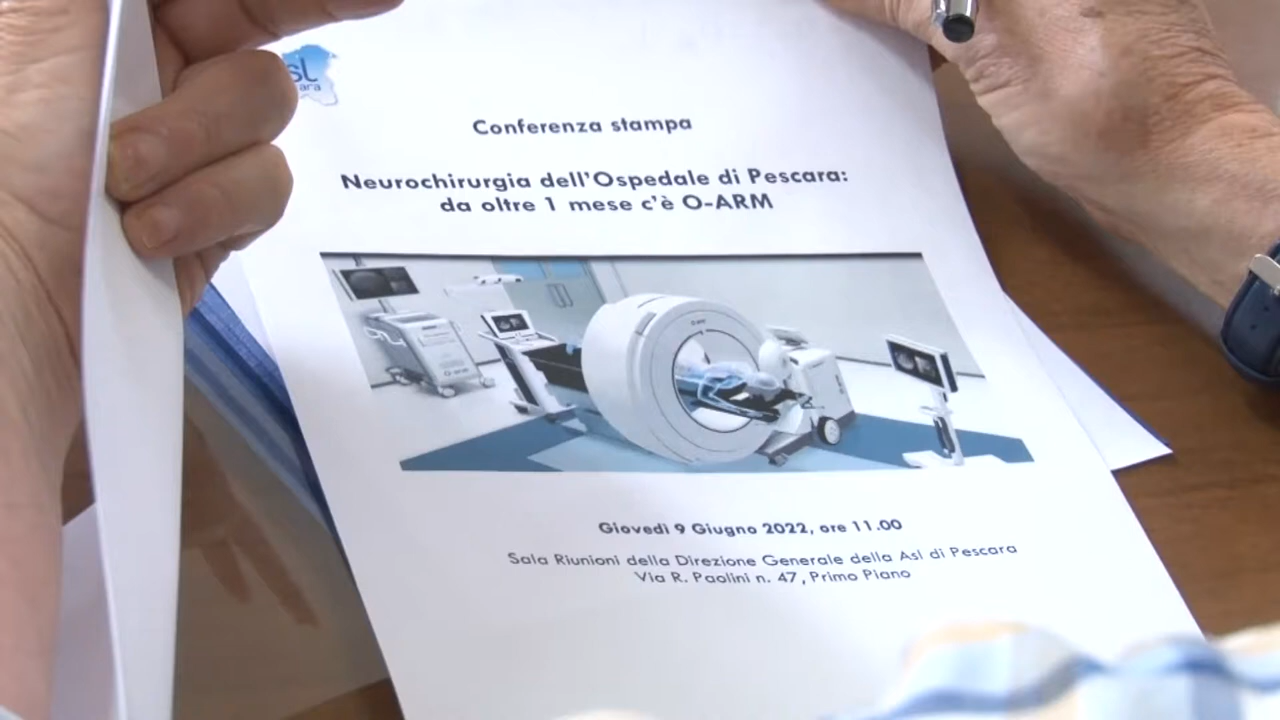 Conferenza stampa
Neurochirurgia dell'Ospedale di Pescara:
da oltre 1 mese c'è O-ARM
Giovedì 9 Giugno 2022, ore 11.00
Sala Riunioni della Direzione Generale della Asl di Pescara
Via R. Paolini n. 47, Primo Piano